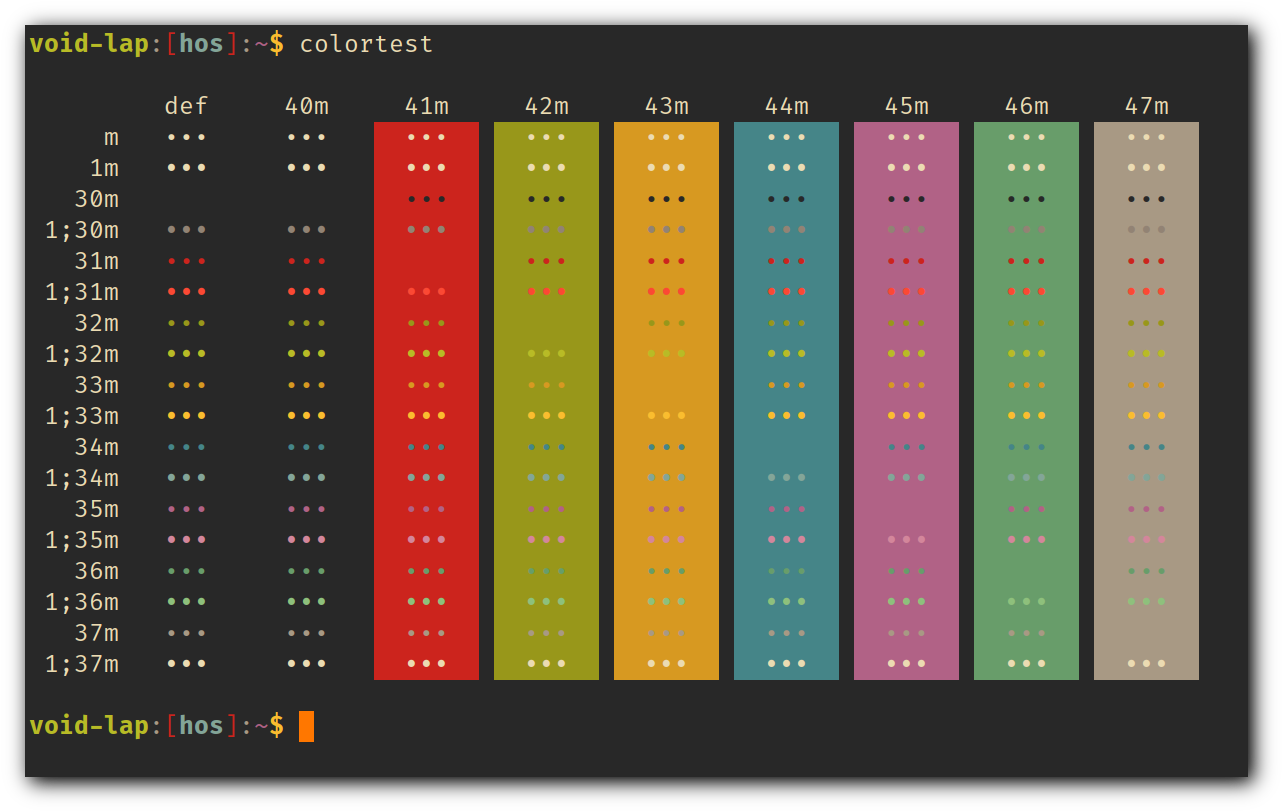 void-lap:[hos]:~$ colortest
def 40m 41m 42m 43m 44m 45m 46m 47m
m ••• ••• ••• ••• ••• ••• ••• ••• •••
1m ••• ••• ••• ••• ••• ••• ••• ••• •••
30m ••• ••• ••• ••• ••• ••• •••
1;30m ••• ••• ••• ••• ••• ••• ••• ••• •••
31m ••• ••• ••• ••• ••• ••• ••• •••
1;31m ••• ••• ••• ••• ••• ••• ••• ••• •••
32m ••• ••• ••• ••• ••• ••• ••• •••
1;32m ••• ••• ••• ••• ••• ••• ••• ••• •••
33m ••• ••• ••• ••• ••• ••• ••• •••
1;33m ••• ••• ••• ••• ••• ••• ••• ••• •••
34m ••• ••• ••• ••• ••• ••• ••• •••
1;34m ••• ••• ••• ••• ••• ••• ••• ••• •••
35m ••• ••• ••• ••• ••• ••• ••• •••
1;35m ••• ••• ••• ••• ••• ••• ••• ••• •••
36m ••• ••• ••• ••• ••• ••• ••• •••
1;36m ••• ••• ••• ••• ••• ••• ••• ••• •••
37m ••• ••• ••• ••• ••• ••• ••• •••
1;37m ••• ••• ••• ••• ••• ••• ••• ••• •••
void-lap:[hos]:~$